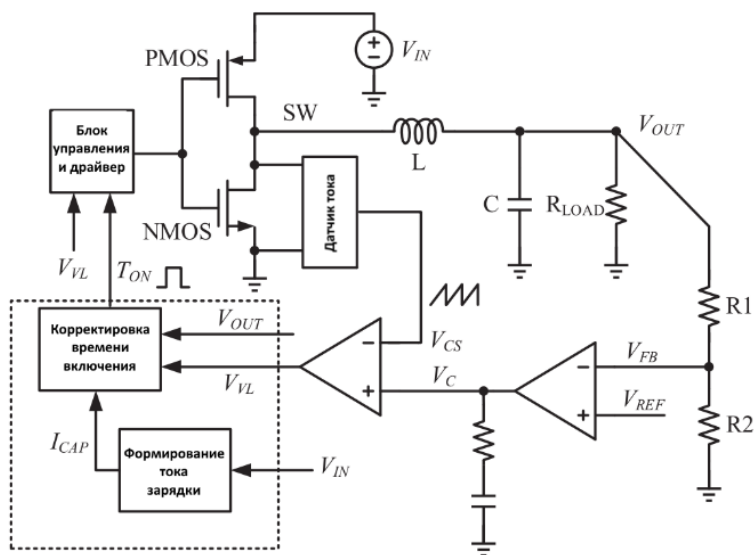 PMOS
V_IN
SW
V_OUT
Блок
управления
и драйвер
L
Датчик тока
C
R_LOAD
NMOS
V_VL
T_ON
R1
Корректировка
времени
включения
V_OUT
V_CS
V_FB
V_VL
V_C
V_REF
R2
I_CAP
Формирование
тока
зарядки
V_IN